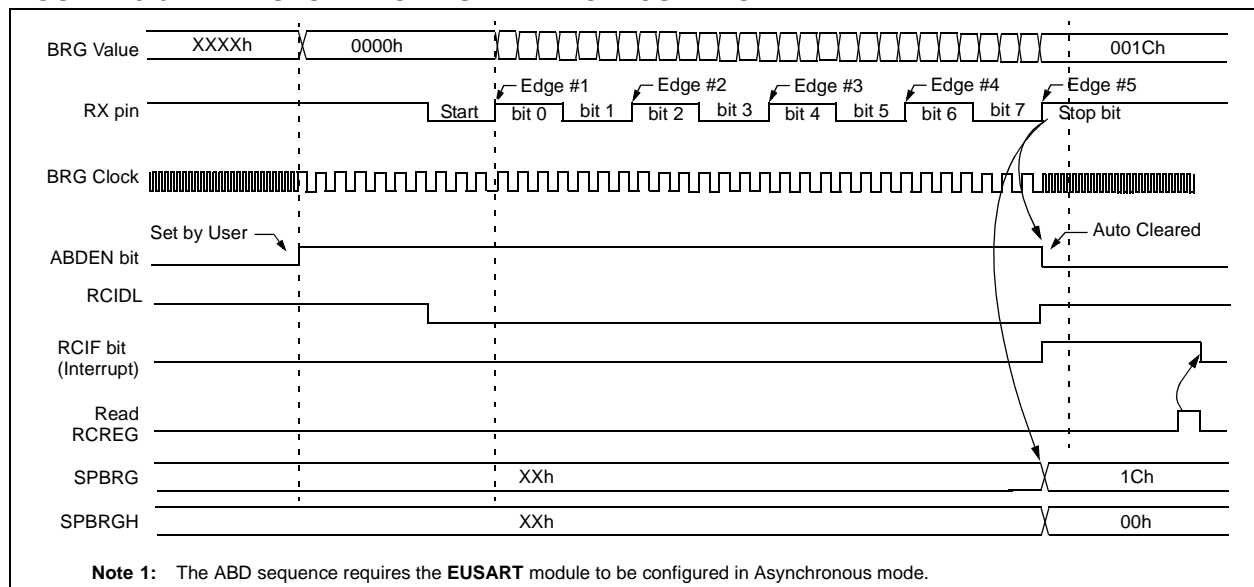 BRG Value XXXXh 0000h 001Ch
Edge #1 Edge #2 Edge #3 Edge #4 Edge #5
RX pin Start bit 0 bit 1 bit 2 bit 3 bit 4 bit 5 bit 6 bit 7 Stop bit
BRG Clock
Set by User Auto Cleared
ABDEN bit
RCIDL
RCIF bit
(Interrupt)
Read
RCREG
SPBRG XXh 1Ch
SPBRGH XXh 00h
Note 1: The ABD sequence requires the EUSART module to be configured in Asynchronous mode.